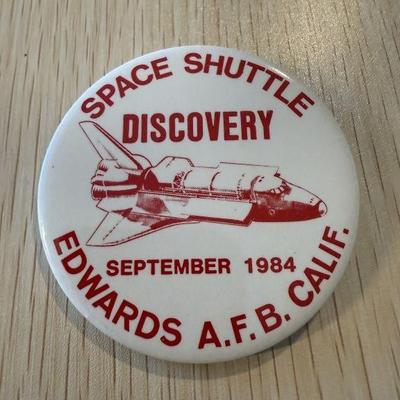 SPACE SHUTTLE
DISCOVERY
SEPTEMBER 1984
EDWARDS A.F.B. CALIF.